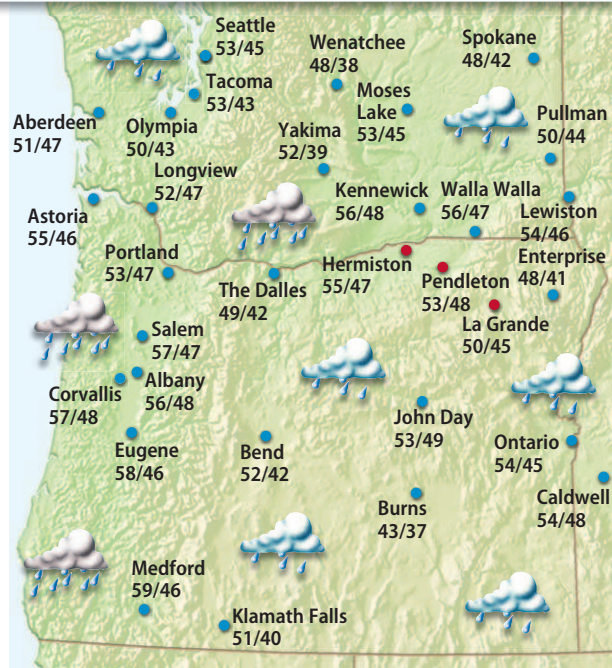 Seattle
53/45
Wenatchee
48/38
Spokane
48/42
Tacoma
53/43
Moses
Lake
53/45
Aberdeen
51/47
Olympia
50/43
Pullman
50/44
Yakima
52/39
Longview
52/47
Kennewick
56/48
Walla Walla
56/47
Lewiston
54/46
Astoria
55/46
Portland
53/47
The Dalles
49/42
Hermiston
55/47
Pendleton
53/48
Enterprise
48/41
La Grande
50/45
Salem
57/47
Corvallis
57/48
Albany
56/48
John Day
53/49
Eugene
58/46
Bend
52/42
Ontario
54/45
Burns
43/37
Caldwell
54/48
Medford
59/46
Klamath Falls
51/40